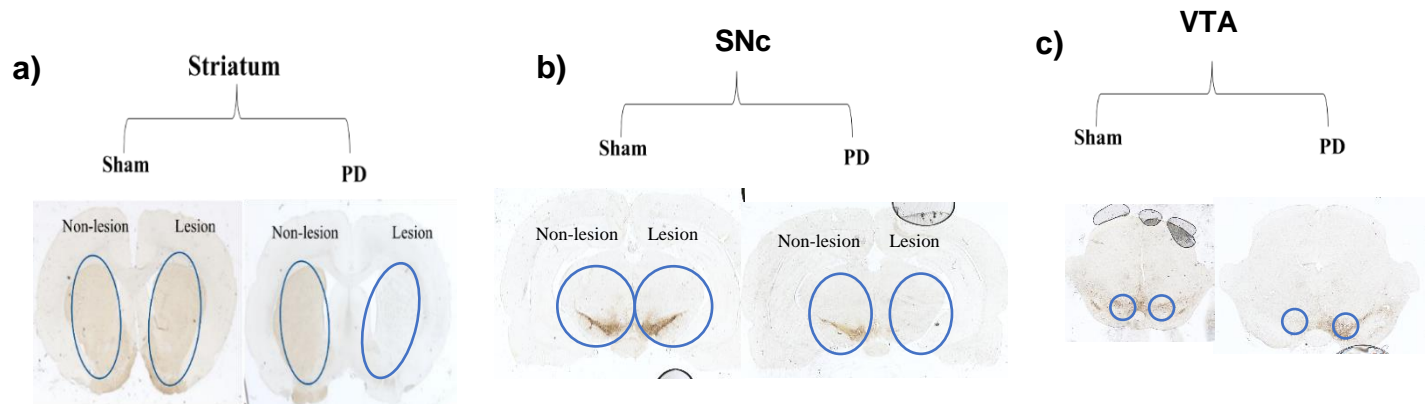 a)
Striatum
Sham
PD
Non-lesion
Lesion
Non-lesion
Lesion
b)
SNc
Sham
PD
Non-lesion
Lesion
Non-lesion
Lesion
c)
VTA
Sham
PD